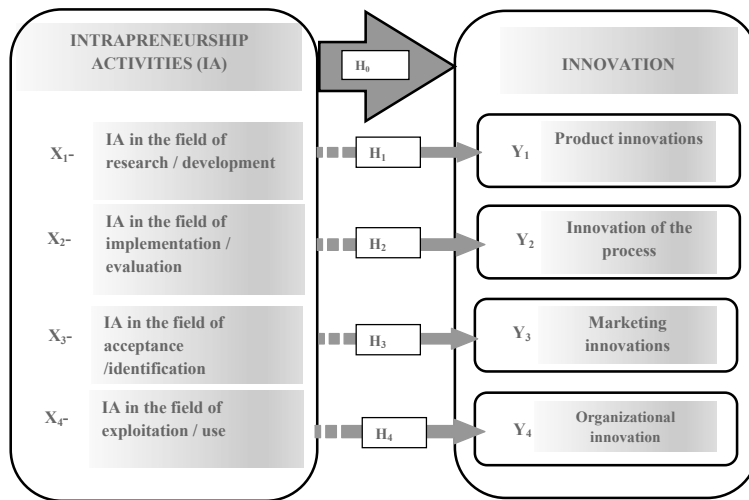 INTRAPRENEURSHIP
ACTIVITIES (IA)
H₀
INNOVATION
X₁-
IA in the field of
research / development
H₁
Y₁
Product innovations
X₂-
IA in the field of
implementation /
evaluation
H₂
Y₂
Innovation of the
process
X₃-
IA in the field of
acceptance
/identification
H₃
Y₃
Marketing
innovations
X₄-
IA in the field of
exploitation / use
H₄
Y₄
Organizational
innovation